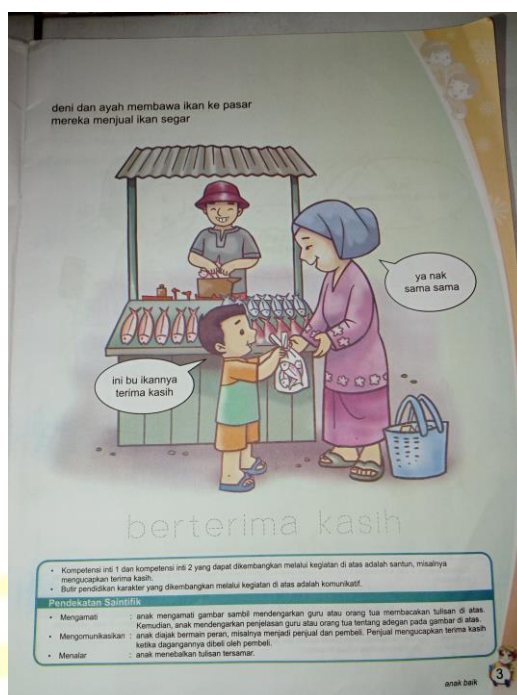 deni dan ayah membawa ikan ke pasar
mereka menjual ikan segar
ya nak
sama sama
ini bu ikannya
terima kasih
berterima kasih
• Kompetensi inti 1 dan kompetensi inti 2 yang dapat dikembangkan melalui kegiatan di atas adalah santun, misalnya
mengucapkan terima kasih.
• Butir pendidikan karakter yang dikembangkan melalui kegiatan di atas adalah komunikatif.
Pendekatan Saintifik
• Mengamati : anak mengamati gambar sambil mendengarkan guru atau orang tua membacakan tulisan di atas.
Kemudian, anak mendengarkan penjelasan guru atau orang tua tentang adegan pada gambar di atas.
• Mengomunikasikan : anak diajak bermain peran, misalnya menjadi penjual dan pembeli. Penjual mengucapkan terima kasih
ketika dagangannya dibeli oleh pembeli.
• Menalar : anak menebalkan tulisan tersamar.
anak baik
3